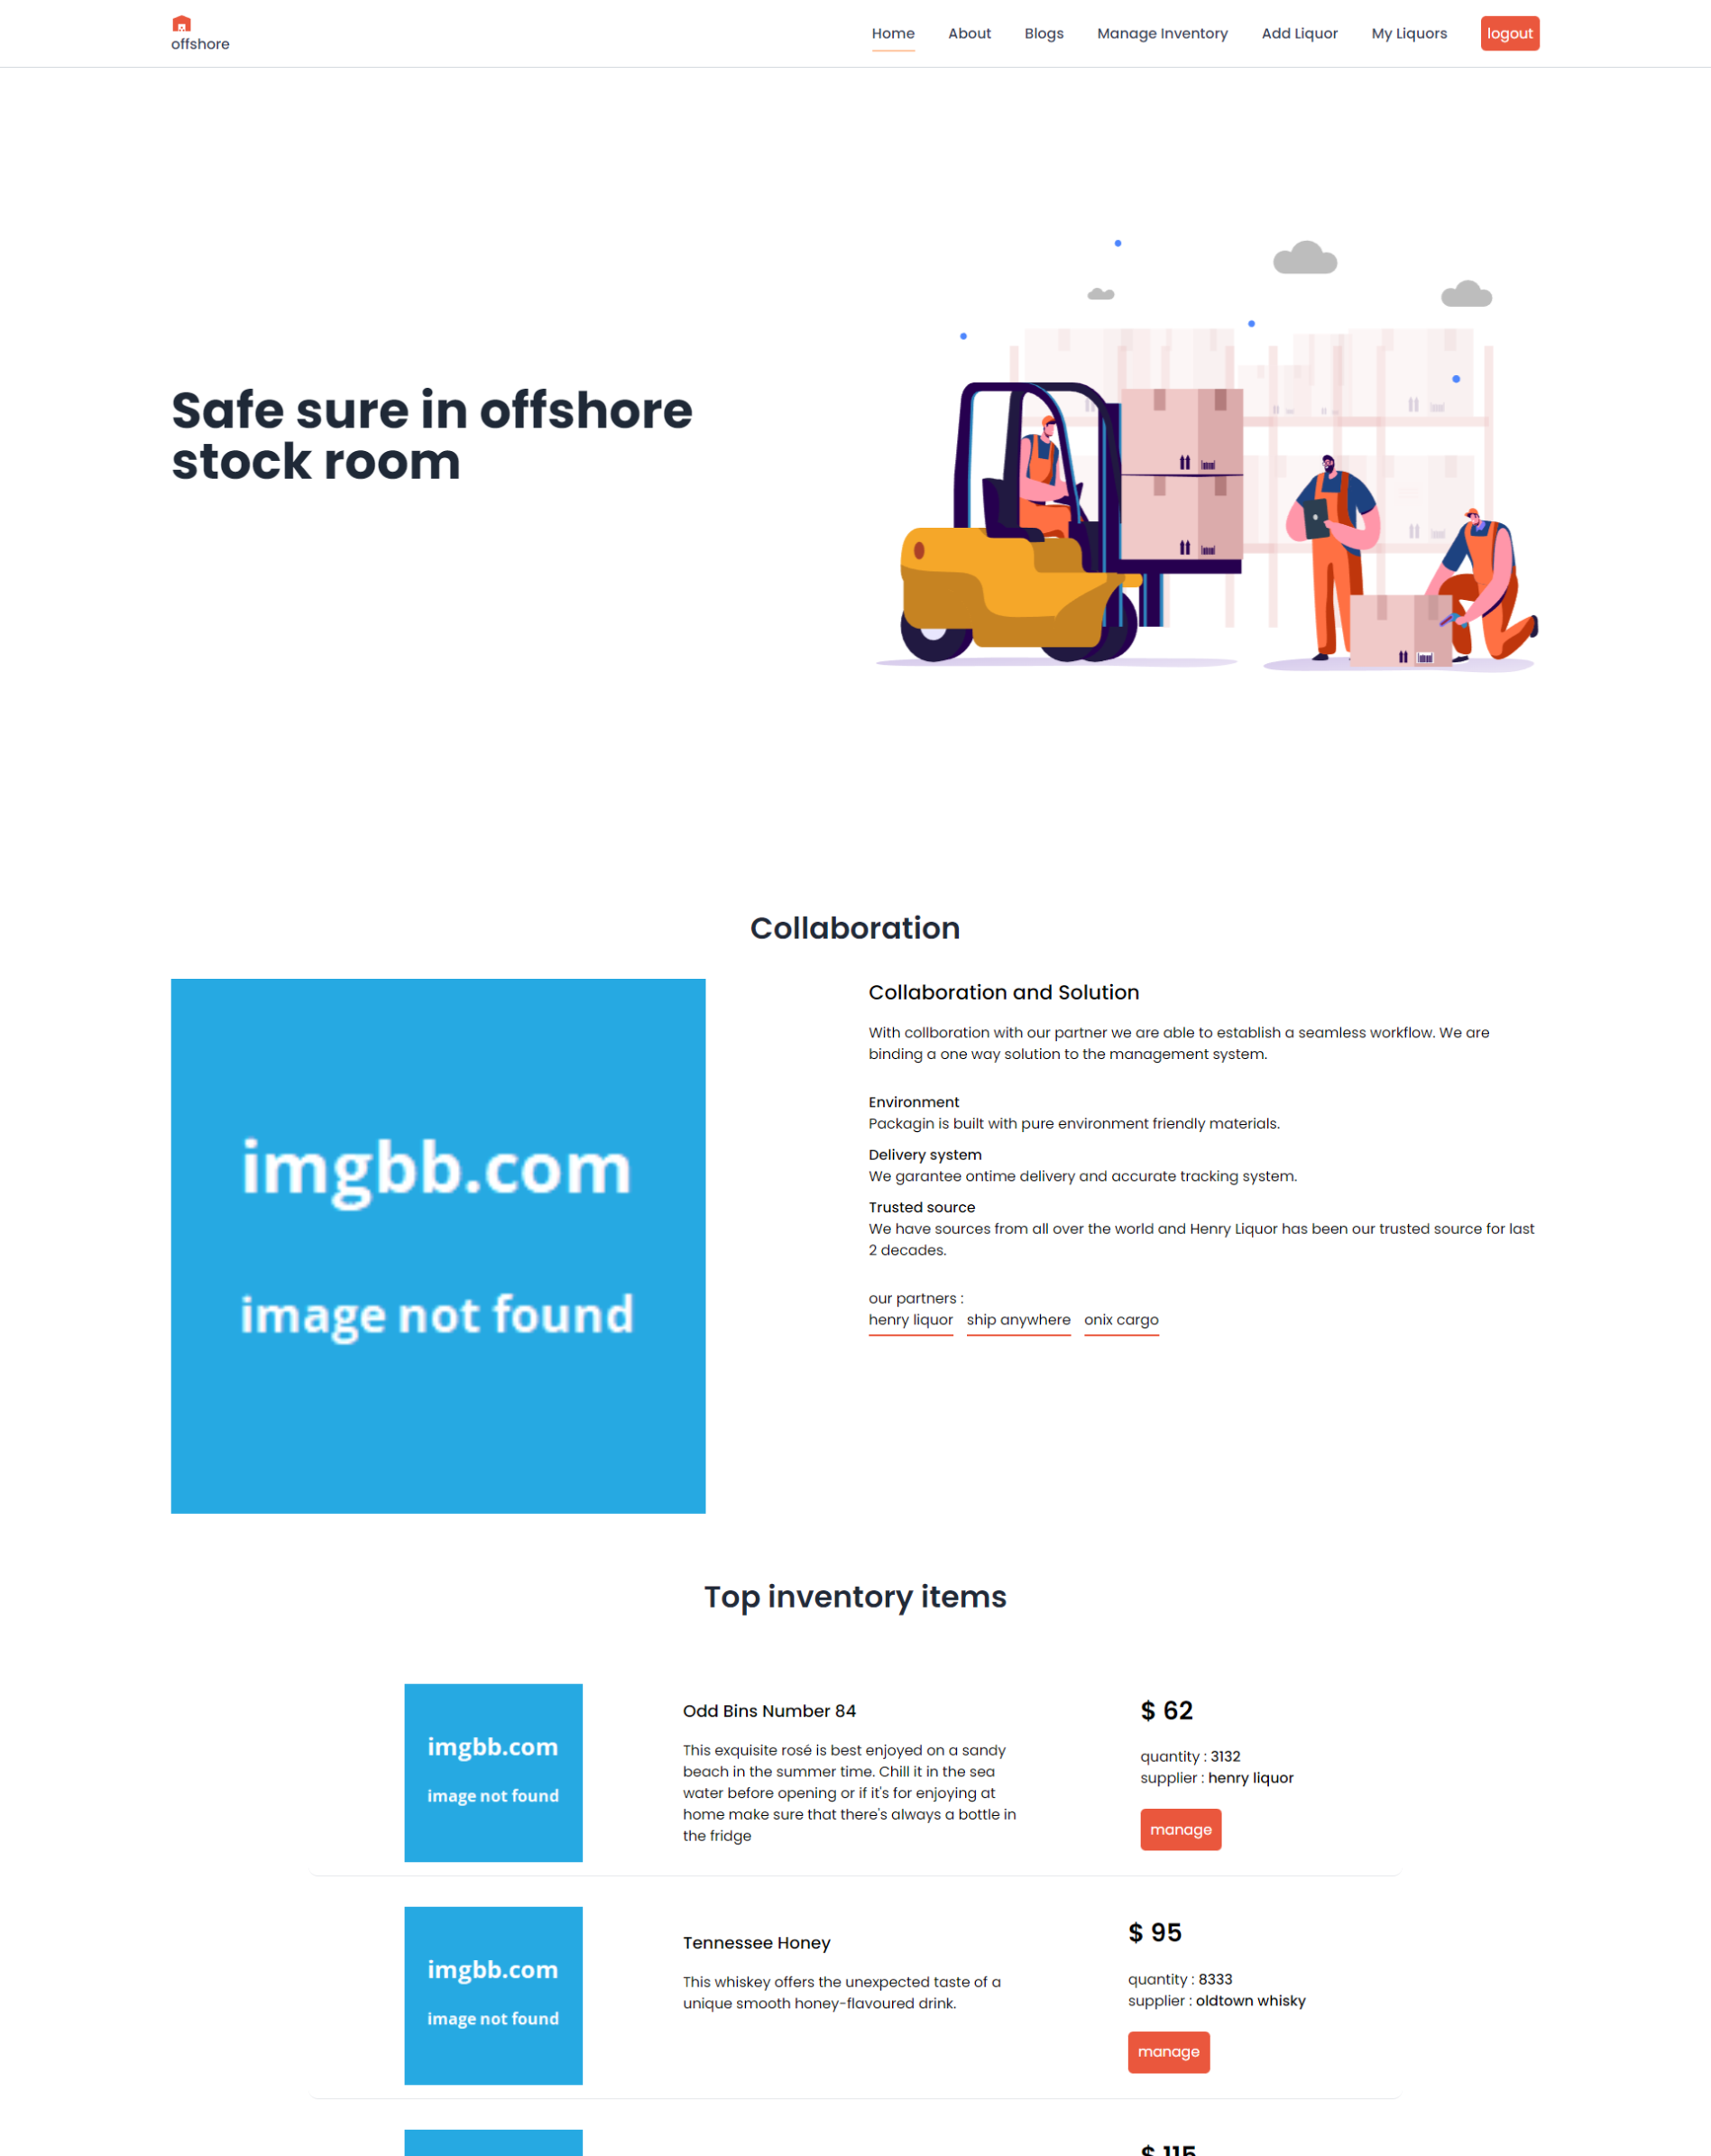 offshore
Home About Blogs Manage Inventory Add Liquor My Liquors logout
Safe sure in offshore
stock room
Collaboration
imgbb.com
image not found
Collaboration and Solution
With collboration with our partner we are able to establish a seamless workflow. We are
binding a one way solution to the management system.
Environment
Packagin is built with pure environment friendly materials.
Delivery system
We garantee ontime delivery and accurate tracking system.
Trusted source
We have sources from all over the world and Henry Liquor has been our trusted source for last
2 decades.
our partners :
henry liquor ship anywhere onix cargo
Top inventory items
imgbb.com
image not found
Odd Bins Number 84
This exquisite rosé is best enjoyed on a sandy
beach in the summer time. Chill it in the sea
water before opening or if it's for enjoying at
home make sure that there's always a bottle in
the fridge
$ 62
quantity : 3132
supplier : henry liquor
manage
imgbb.com
image not found
Tennessee Honey
This whiskey offers the unexpected taste of a
unique smooth honey-flavoured drink.
$ 95
quantity : 8333
supplier : oldtown whisky
manage
$ 115